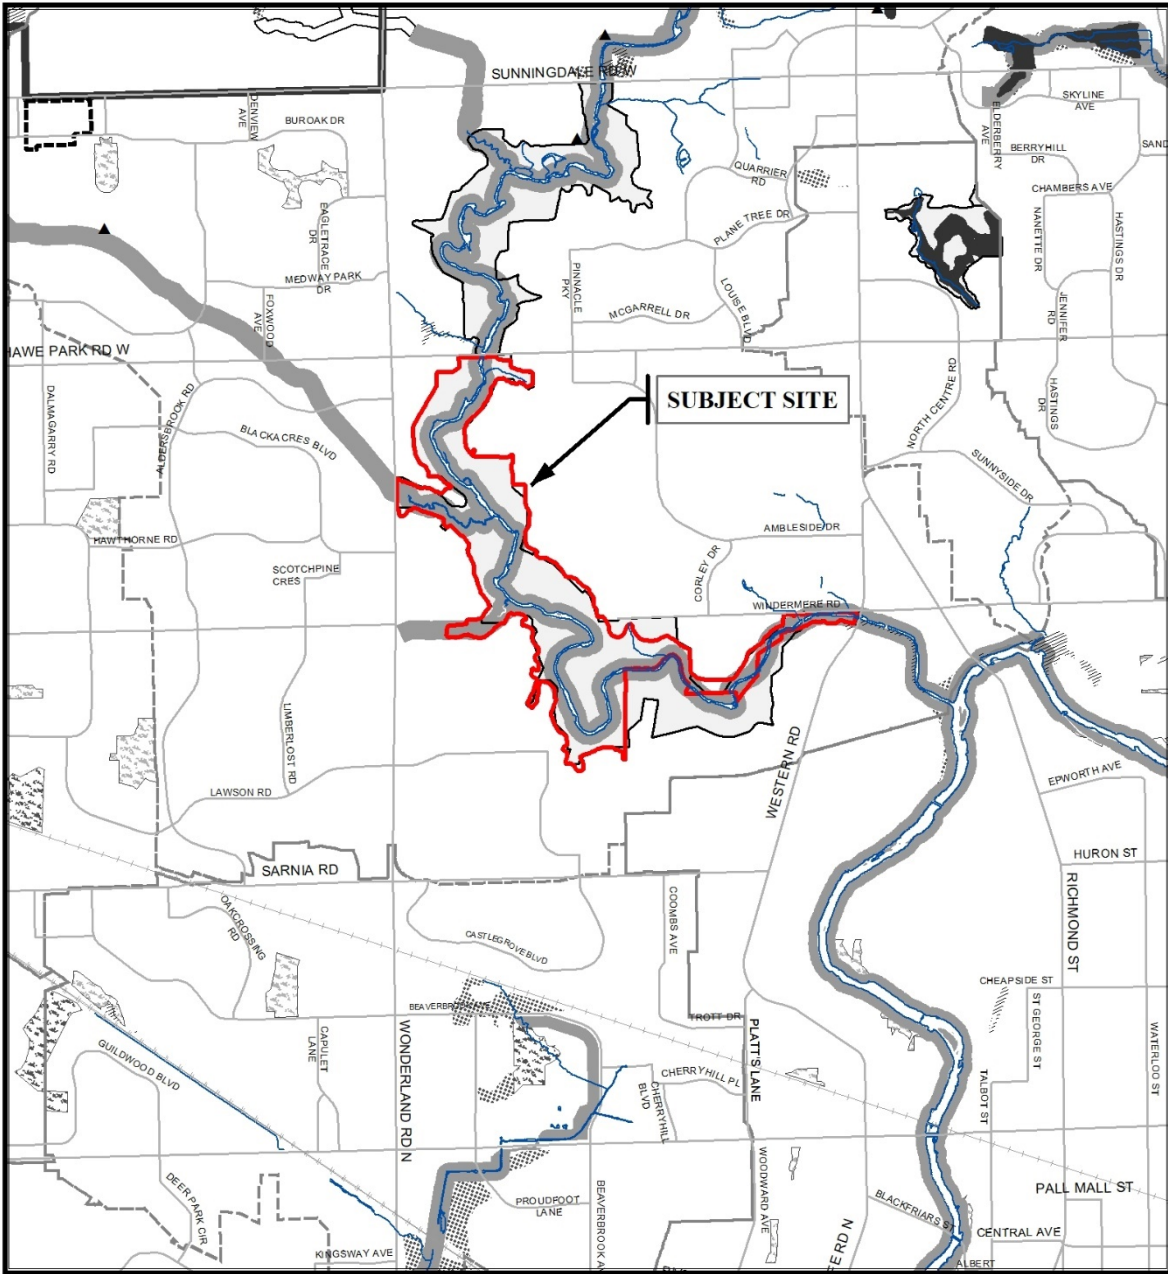 SUNNINGDALE RD W
SKYLINE
AVE
DENVIEW
AVE
BUROAK DR
ELDERBERRY
AVE
BERRYHILL
DR
SAND
QUARRIER
RD
CHAMBERS AVE
EAGLETRACE
DR
PLANE TREE DR
NANETTE DR
HASTINGS DR
MEDWAY PARK
DR
PINNACLE
PKY
FOXWOOD
AVE
LOUISE BLVD
MCGARRELL DR
JENNIFER
RD
HAWE PARK RD W
SUBJECT SITE
DALMAGARRY RD
ALDERSBROOK RD
BLACKACRES BLVD
NORTH CENTRE RD
HASTINGS
DR
SUNNYSIDE DR
HAWTHORNE RD
AMBLESIDE DR
SCOTCHPINE
CRES
CORLEY DR
WINDERMERE RD
LIMBERLOST RD
WESTERN RD
EPWORTH AVE
LAWSON RD
SARNIA RD
HURON ST
RICHMOND ST
OAKCROSSING
RD
COOMBS AVE
CASTLEGROVE BLVD
CHEAPSIDE ST
BEAVERBROOK AVE
TROTT DR
ST GEORGE ST
CAPULET
LANE
WONDERLAND RD N
PLATT'S LANE
WATERLOO ST
GUILDWOOD BLVD
CHERRYHILL PL
CHERRYHILL
BLVD
TALBOT ST
DEER PARK CIR
PROUDFOOT
LANE
BEAVERBROOK A
WOODWARD AVE
BLACKFRIARS ST
PALL MALL ST
CENTRAL AVE
KINGSWAY AVE
FERD N
ALBERT